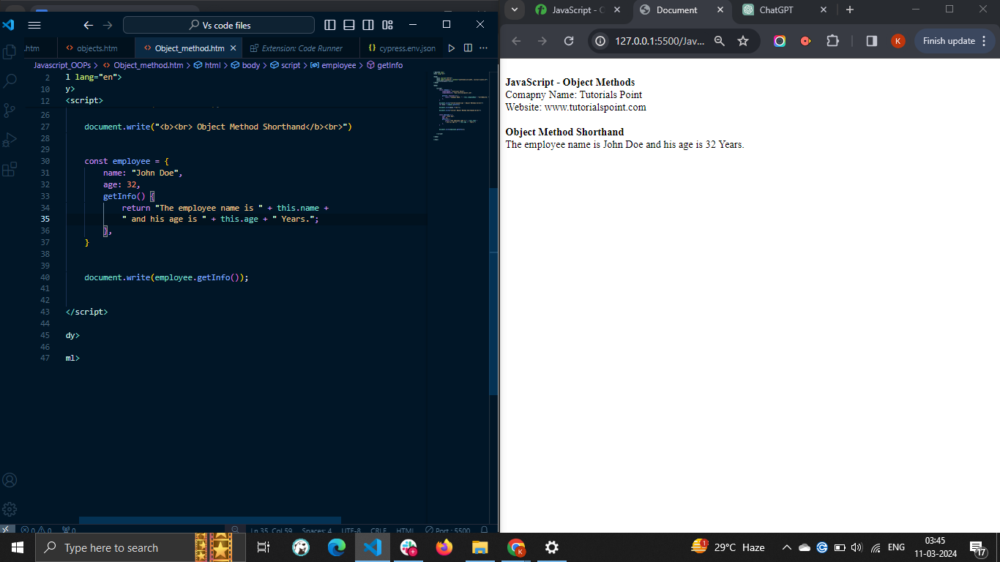 Vs code files
.htm
objects.htm
Object_method.htm
Extension: Code Runner
cypress.env.json
Javascript_OOPs > Object_method.htm > html > body > script > employee > getInfo
2 l lang="en">
10 y>
12 <script>
26
27 document.write("<b><br> Object Method Shorthand</b><br>")
28
29
30 const employee = {
31 name: "John Doe",
32 age: 32,
33 getInfo() {
34 return "The employee name is " + this.name +
35 " and his age is " + this.age + " Years.";
36 },
37 }
38
39
40 document.write(employee.getInfo());
41
42
43 </script>
44
45 dy>
46
47 ml>
0 0 0
Ln 35, Col 59 Spaces: 4 UTF-8 CRLF HTML Port : 5500
JavaScript - C
Document
ChatGPT
127.0.0.1:5500/Jav...
K
Finish update
JavaScript - Object Methods
Comapny Name: Tutorials Point
Website: www.tutorialspoint.com
Object Method Shorthand
The employee name is John Doe and his age is 32 Years.
Type here to search
K
1
29°C Haze
ENG
03:45
11-03-2024
17